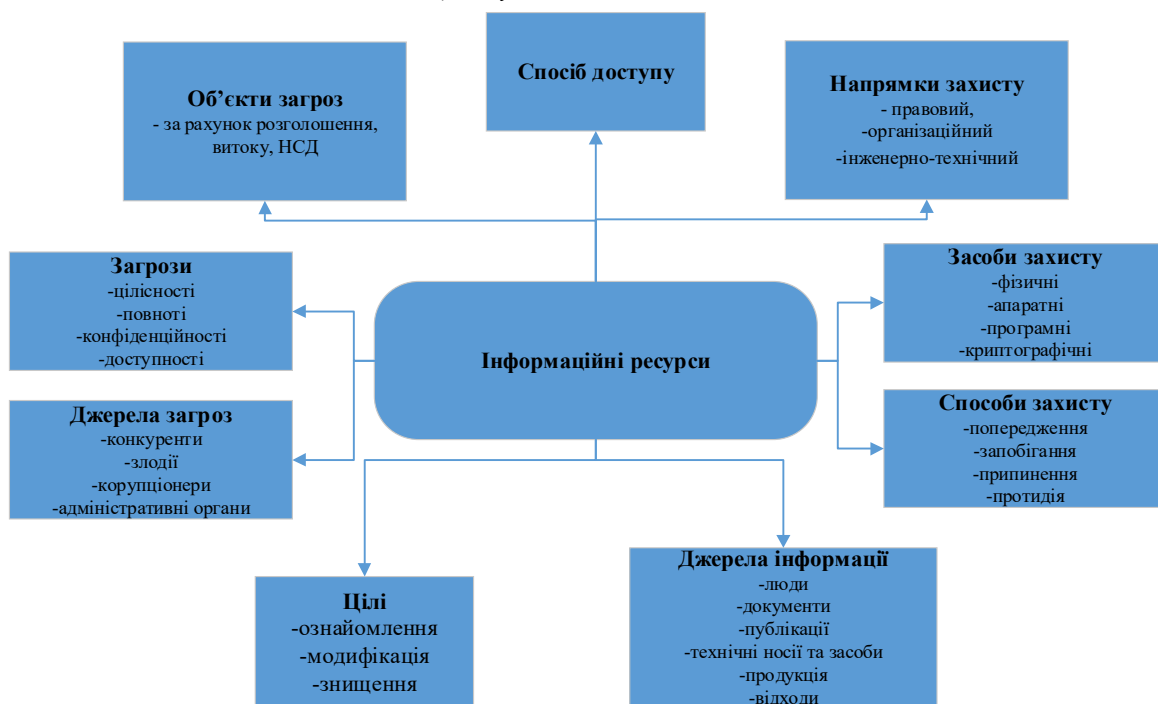 Об’єкти загроз
- за рахунок розголошення,
витоку, НСД
Спосіб доступу
Напрямки захисту
- правовий,
-організаційний
-інженерно-технічний
Загрози
-цілісності
-повноті
-конфіденційності
-доступності
Інформаційні ресурси
Засоби захисту
-фізичні
-апаратні
-програмні
-криптографічні
Джерела загроз
-конкуренти
-злодії
-корупціонери
-адміністративні органи
Способи захисту
-попередження
-запобігання
-припинення
-протидія
Цілі
-ознайомлення
-модифікація
-знищення
Джерела інформації
-люди
-документи
-публікації
-технічні носії та засоби
-продукція
-відходи